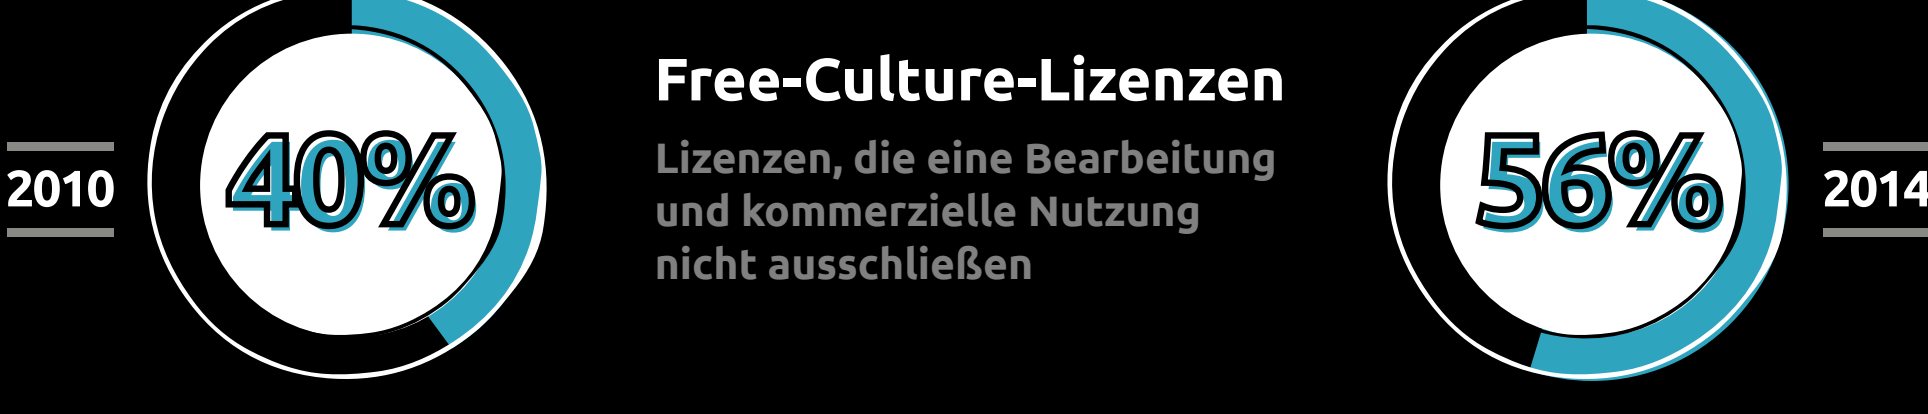 2010
40%
Free-Culture-Lizenzen
Lizenzen, die eine Bearbeitung
und kommerzielle Nutzung
nicht ausschließen
56%
2014